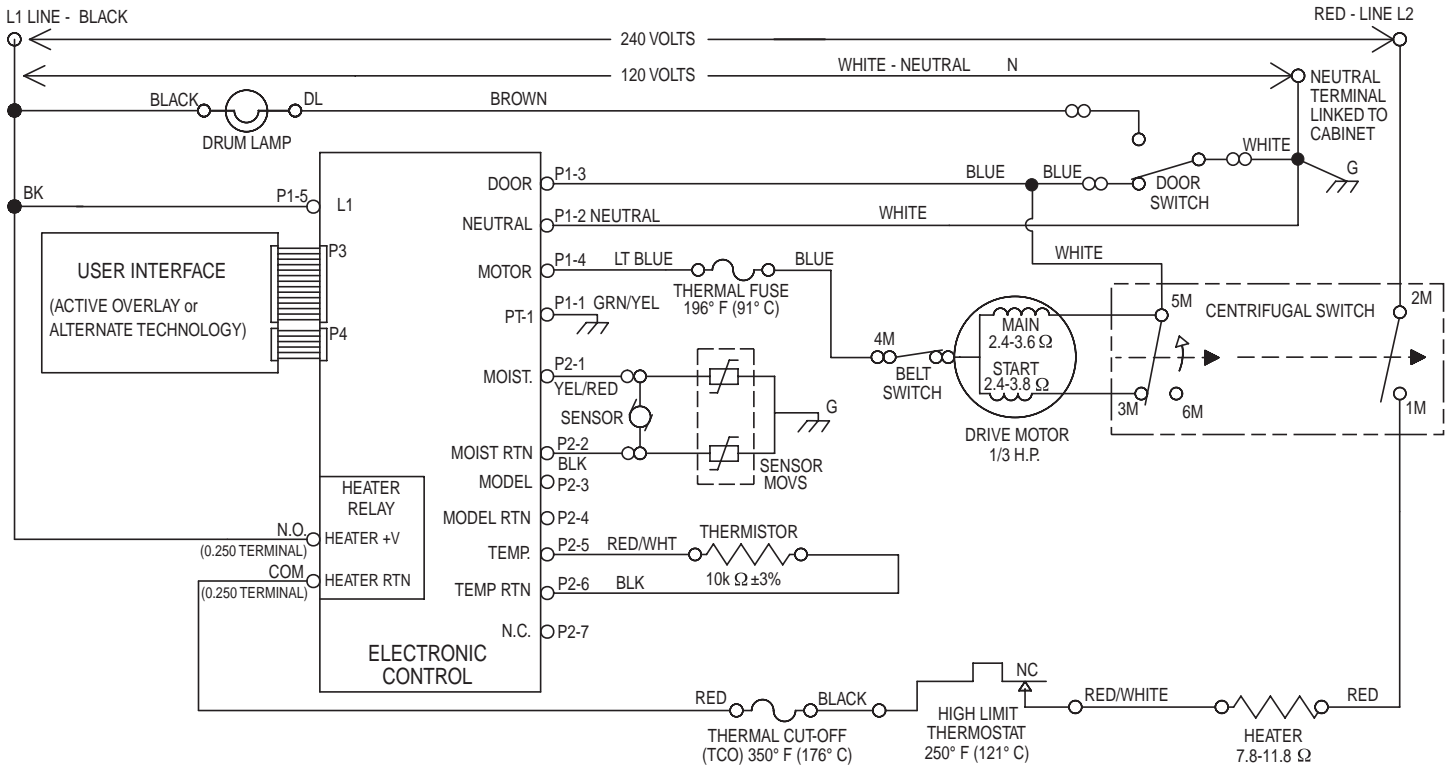 L1 LINE - BLACK
RED - LINE L2
240 VOLTS
120 VOLTS
WHITE - NEUTRAL N
NEUTRAL
TERMINAL
LINKED TO
CABINET
BLACK
DL
BROWN
DRUM LAMP
WHITE
G
DOOR
P1-3
BLUE
BLUE
DOOR
SWITCH
BK
P1-5
L1
NEUTRAL
P1-2 NEUTRAL
WHITE
P3
USER INTERFACE
(ACTIVE OVERLAY or
ALTERNATE TECHNOLOGY)
P4
MOTOR
P1-4
LT BLUE
BLUE
THERMAL FUSE
196° F (91° C)
WHITE
PT-1
P1-1 GRN/YEL
5M
CENTRIFUGAL SWITCH
2M
MAIN
2.4-3.6 Ω
4M
BELT
SWITCH
START
2.4-3.8 Ω
3M
6M
1M
DRIVE MOTOR
1/3 H.P.
MOIST.
P2-1
YEL/RED
SENSOR
G
MOIST RTN
P2-2
BLK
SENSOR
MOVS
MODEL
P2-3
HEATER
RELAY
MODEL RTN
P2-4
N.O.
(0.250 TERMINAL)
HEATER +V
TEMP.
P2-5
RED/WHT
THERMISTOR
10k Ω ±3%
COM
(0.250 TERMINAL)
HEATER RTN
TEMP RTN
P2-6
BLK
N.C.
P2-7
ELECTRONIC
CONTROL
RED
BLACK
THERMAL CUT-OFF
(TCO) 350° F (176° C)
NC
HIGH LIMIT
THERMOSTAT
250° F (121° C)
RED/WHITE
RED
HEATER
7.8-11.8 Ω